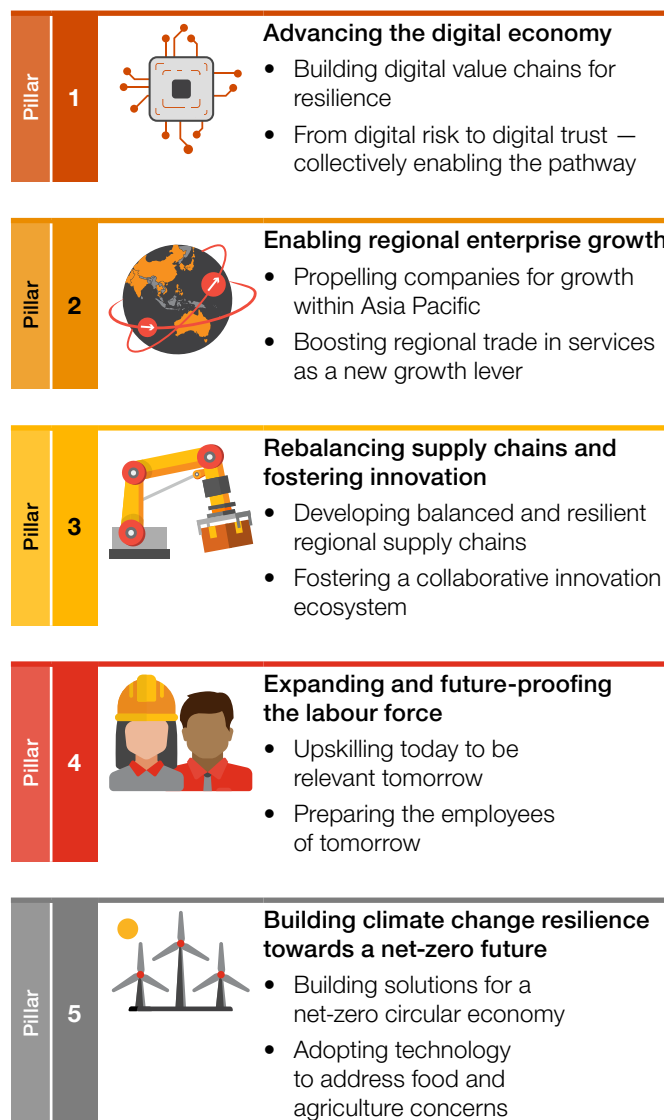 Pillar
1
Advancing the digital economy
• Building digital value chains for
resilience
• From digital risk to digital trust —
collectively enabling the pathway
Pillar
2
Enabling regional enterprise growth
• Propelling companies for growth
within Asia Pacific
• Boosting regional trade in services
as a new growth lever
Pillar
3
Rebalancing supply chains and
fostering innovation
• Developing balanced and resilient
regional supply chains
• Fostering a collaborative innovation
ecosystem
Pillar
4
Expanding and future-proofing
the labour force
• Upskilling today to be
relevant tomorrow
• Preparing the employees
of tomorrow
Pillar
5
Building climate change resilience
towards a net-zero future
• Building solutions for a
net-zero circular economy
• Adopting technology
to address food and
agriculture concerns